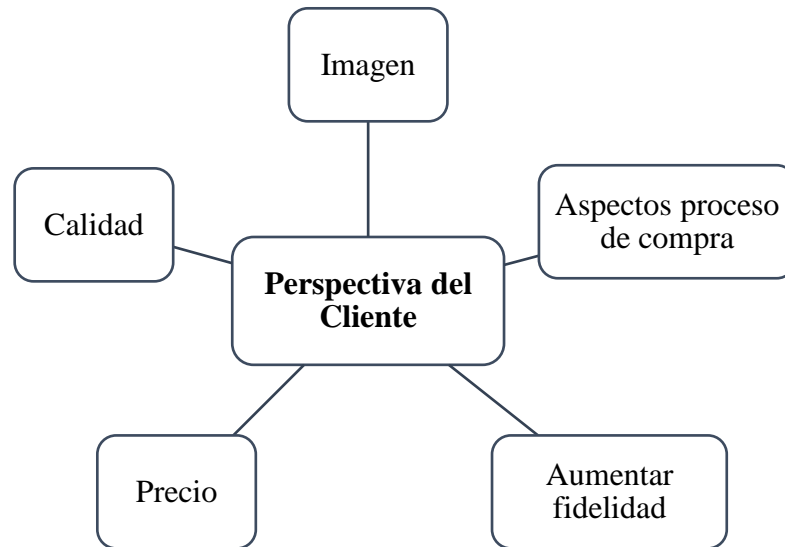 Imagen
Calidad
Aspectos proceso
de compra
Perspectiva del
Cliente
Precio
Aumentar
fidelidad